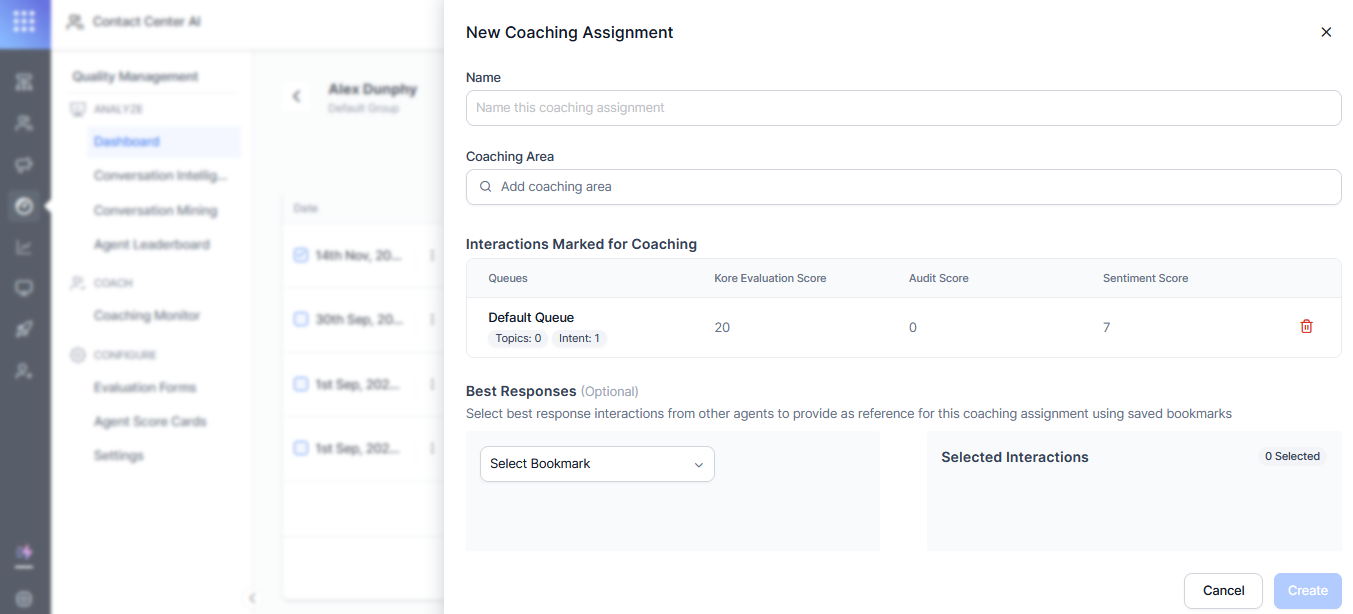 Contact Center AI
Quality Management
ANALYZE
Dashboard
Conversation Intellig...
Conversation Mining
Agent Leaderboard
COACH
Coaching Monitor
CONFIGURE
Evaluation Forms
Agent Score Cards
Settings
Alex Dunphy
Default Group
Date
14th Nov, 20...
30th Sep, 20...
1st Sep, 202...
1st Sep, 202...
New Coaching Assignment
Name
Name this coaching assignment
Coaching Area
Add coaching area
Interactions Marked for Coaching
Queues Kore Evaluation Score Audit Score Sentiment Score
Default Queue
Topics: 0 Intent: 1
20 0 7
Best Responses (Optional)
Select best response interactions from other agents to provide as reference for this coaching assignment using saved bookmarks
Select Bookmark
Selected Interactions 0 Selected
Cancel Create